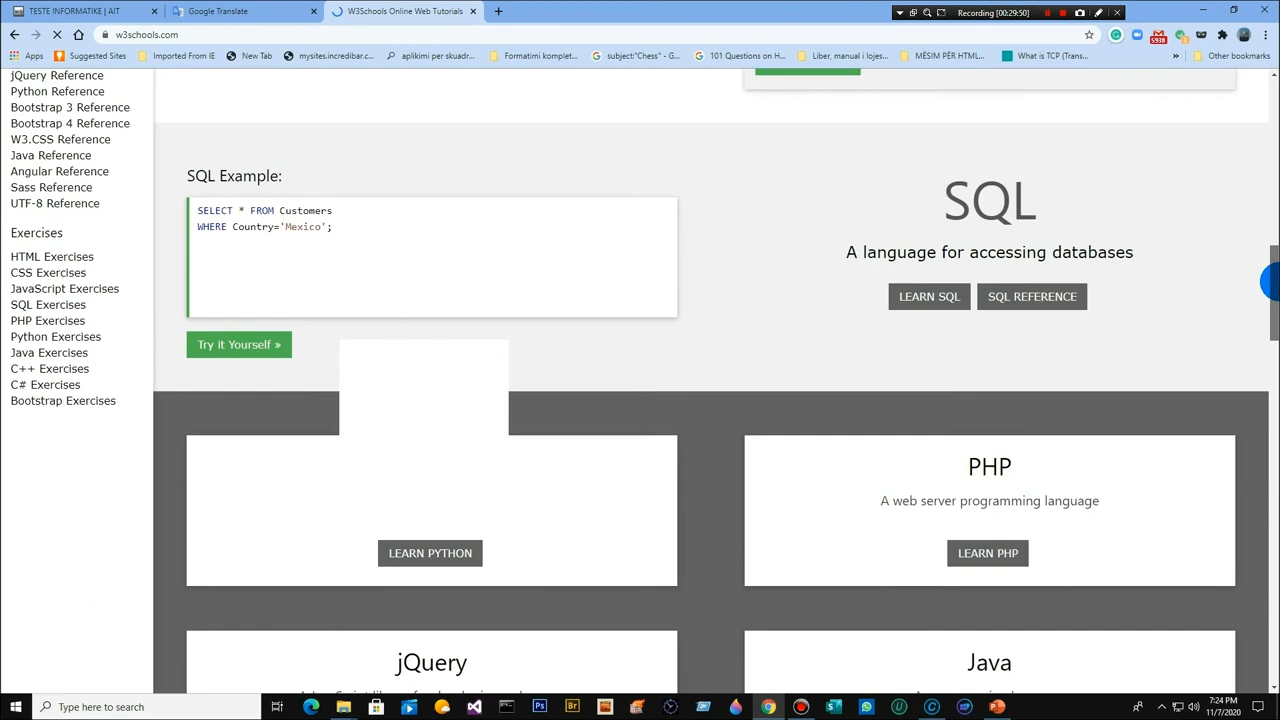 TESTE INFORMATIKE | AIT
Google Translate
W3Schools Online Web Tutorials
Recording [00:29:50]
w3schools.com
Apps
Suggested Sites
Imported From IE
New Tab
mysites.incredibar.c...
aplikimi per skuadr...
Formatimi komplet...
subject:"Chess" - G...
101 Questions on H...
Liber, manual i lojes...
MËSIM PËR HTML...
What is TCP (Trans...
»
Other bookmarks
jQuery Reference
Python Reference
Bootstrap 3 Reference
Bootstrap 4 Reference
W3.CSS Reference
Java Reference
Angular Reference
Sass Reference
UTF-8 Reference
Exercises
HTML Exercises
CSS Exercises
JavaScript Exercises
SQL Exercises
PHP Exercises
Python Exercises
Java Exercises
C++ Exercises
C# Exercises
Bootstrap Exercises
SQL Example:
SELECT * FROM Customers
WHERE Country='Mexico';
Try it Yourself »
SQL
A language for accessing databases
LEARN SQL
SQL REFERENCE
LEARN PYTHON
PHP
A web server programming language
LEARN PHP
jQuery
Java
Type here to search
7:24 PM
11/7/2020